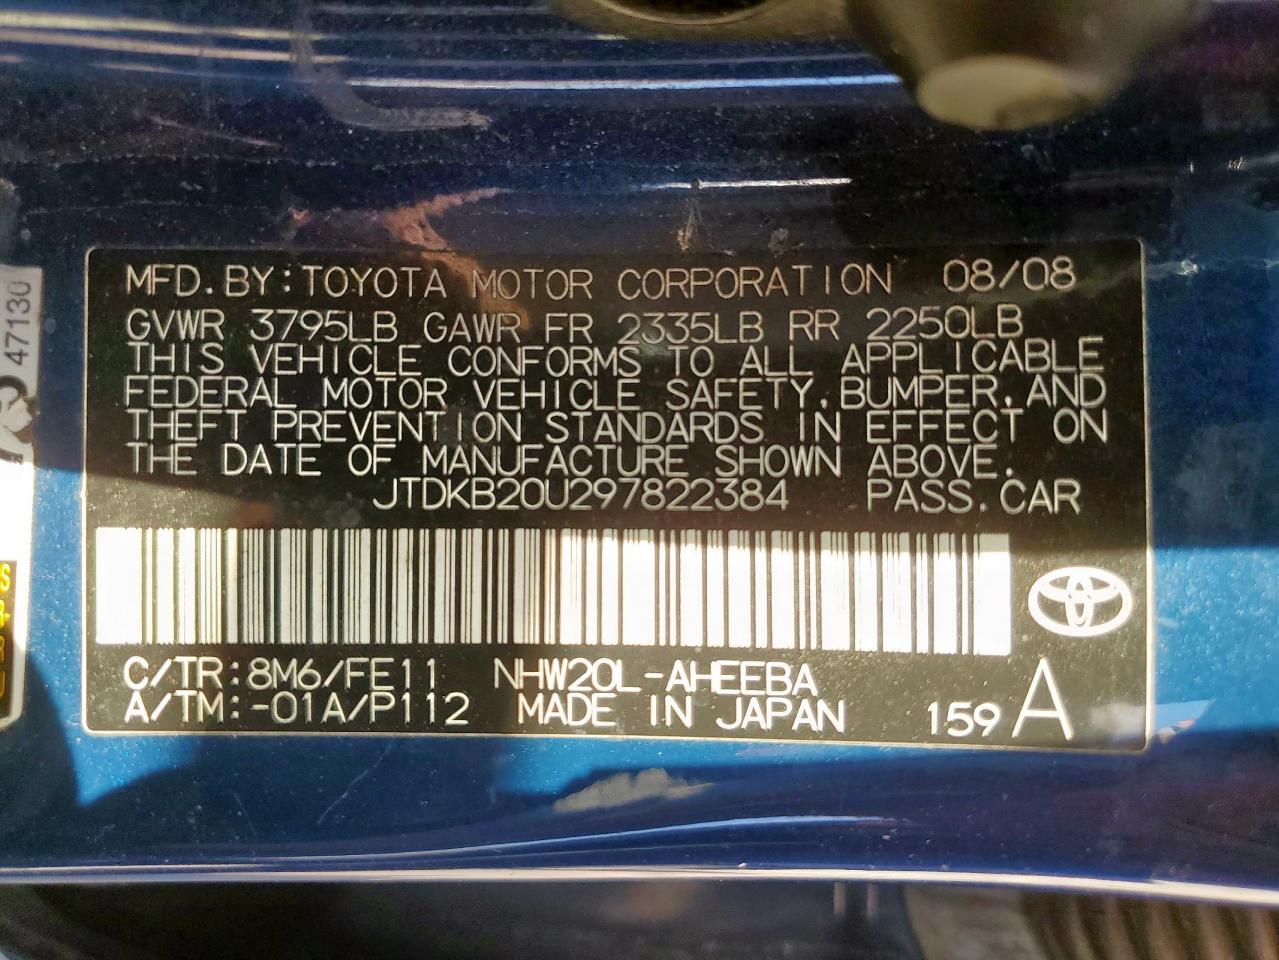 MFD.BY:TOYOTA MOTOR CORPORATION 08/08
GVWR 3795LB GAWR FR 2335LB RR 2250LB
THIS VEHICLE CONFORMS TO ALL APPLICABLE
FEDERAL MOTOR VEHICLE SAFETY,BUMPER,AND
THEFT PREVENTION STANDARDS IN EFFECT ON
THE DATE OF MANUFACTURE SHOWN ABOVE.
JTDKB20U297822384 PASS.CAR
C/TR:8M6/FE11 NHW20L-AHEEBA
A/TM:-01A/P112 MADE IN JAPAN 159 A
47130